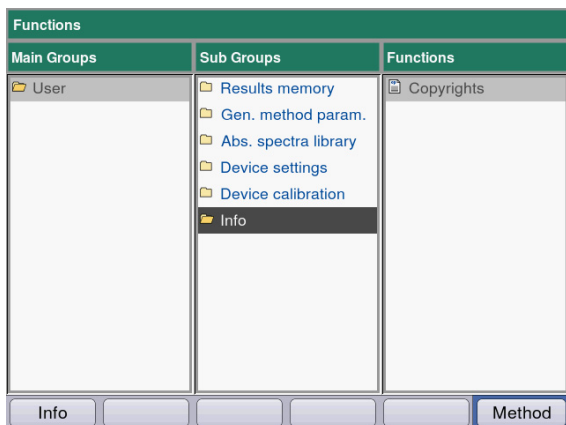 Functions
Main Groups
Sub Groups
Functions
User
Results memory
Gen. method param.
Abs. spectra library
Device settings
Device calibration
Info
Copyrights
Info
Method